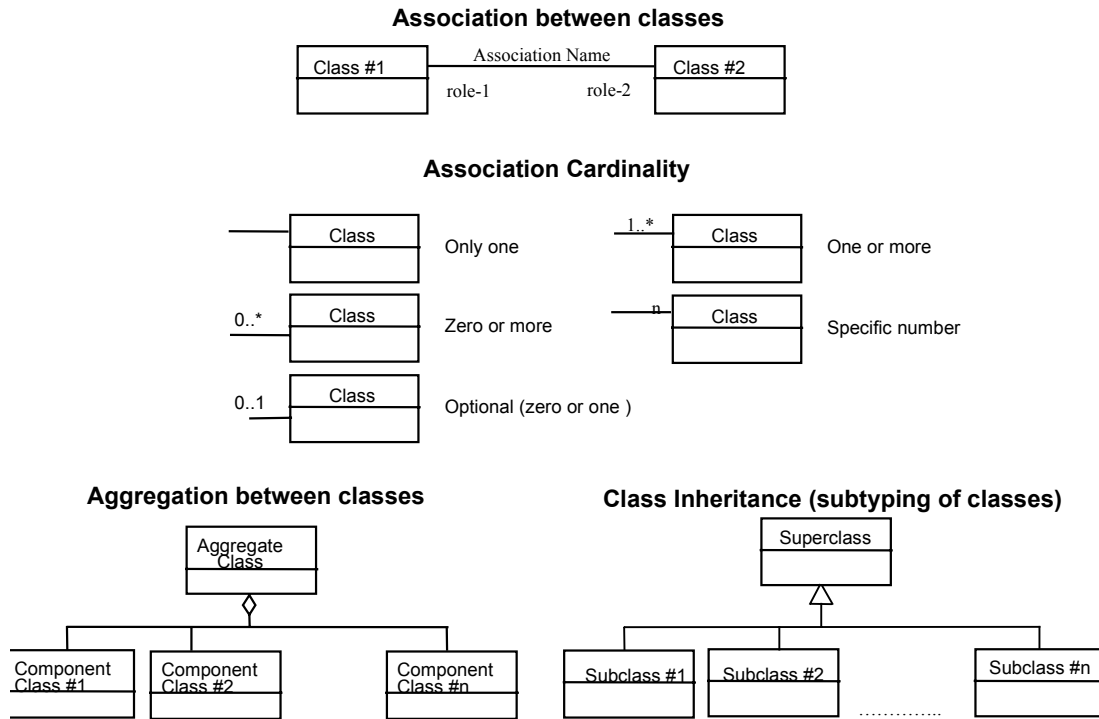 Association between classes
Association Name
Class #1
Class #2
role-1
role-2
Association Cardinality
Class
Only one
1..*
Class
One or more
0..*
Class
Zero or more
n
Class
Specific number
0..1
Class
Optional (zero or one )
Aggregation between classes
Aggregate
Class
Component
Class #1
Component
Class #2
Component
Class #n
Class Inheritance (subtyping of classes)
Superclass
Subclass #1
Subclass #2
…………..
Subclass #n